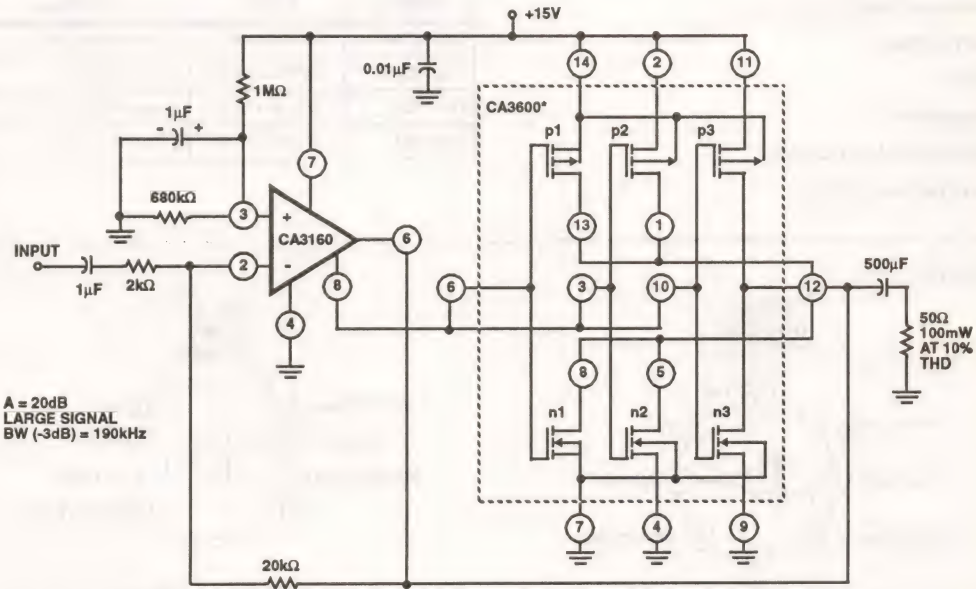 +15V
14
2
11
0.01μF
CA3600*
1MΩ
1μF
- +
p1
p2
p3
7
680kΩ
3
+
CA3160
-
6
13
1
INPUT
1μF
2kΩ
2
8
6
3
10
12
500μF
4
50Ω
100mW
AT 10%
THD
8
5
A = 20dB
LARGE SIGNAL
BW (-3dB) = 190kHz
n1
n2
n3
7
4
9
20kΩ